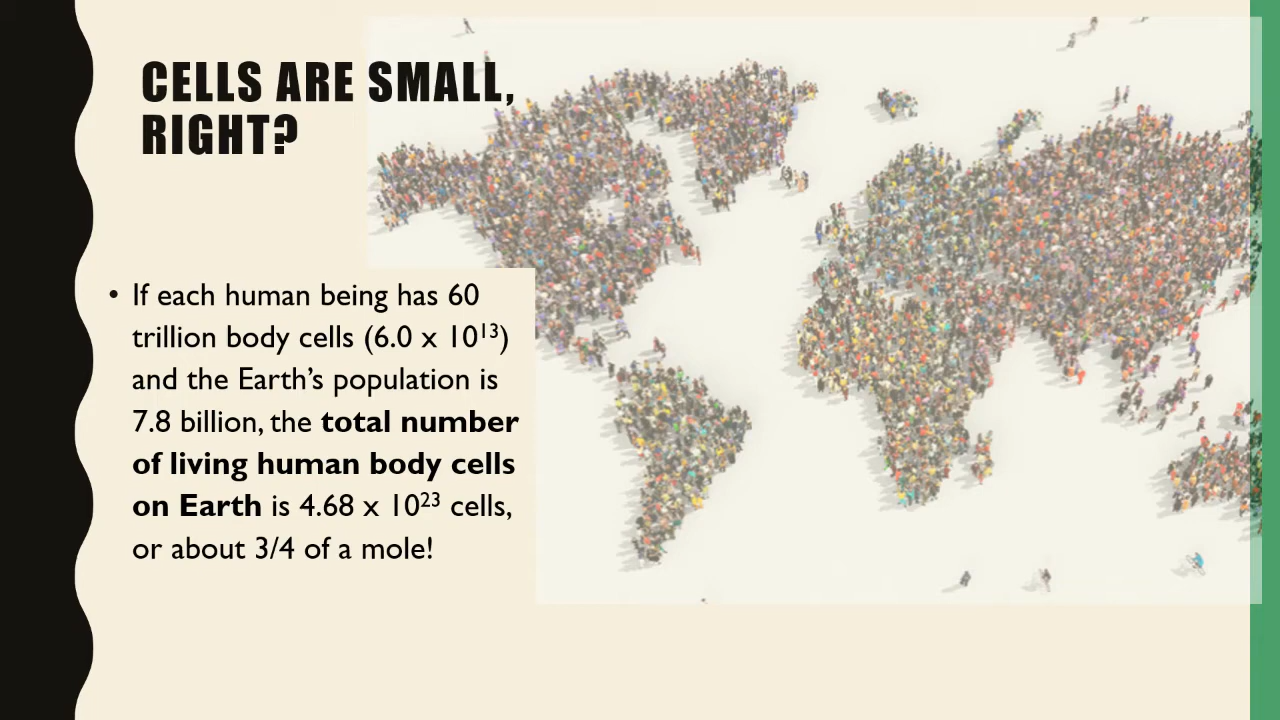 CELLS ARE SMALL,
RIGHT?
• If each human being has 60
trillion body cells (6.0 x 10¹³)
and the Earth's population is
7.8 billion, the total number
of living human body cells
on Earth is 4.68 x 10²³ cells,
or about 3/4 of a mole!